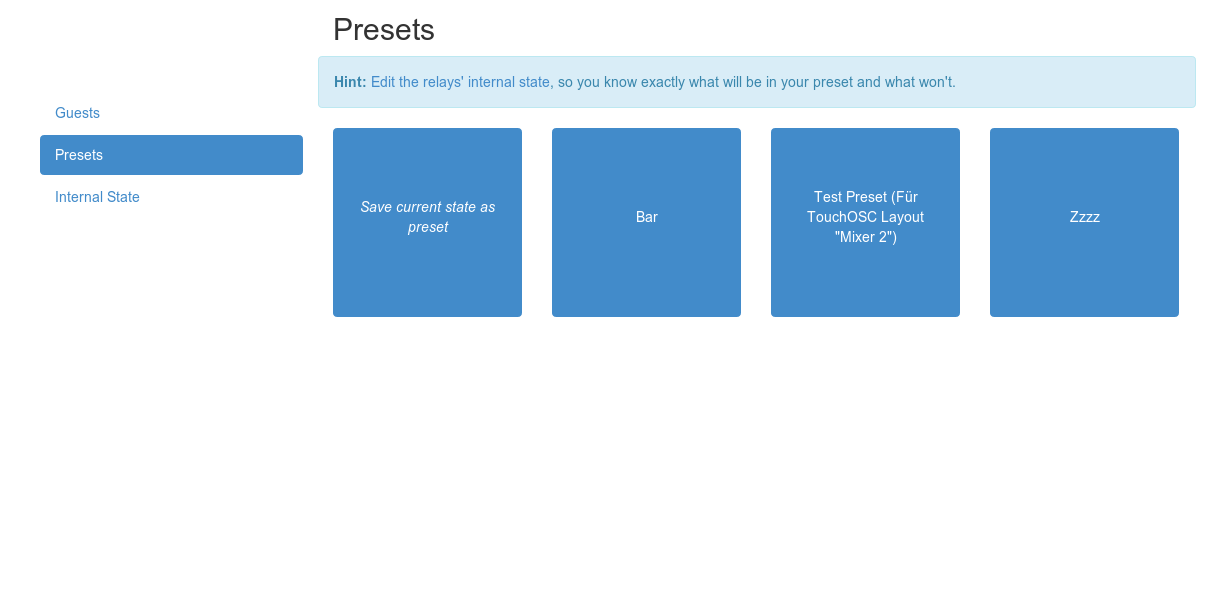 Presets
Hint: Edit the relays' internal state, so you know exactly what will be in your preset and what won't.
Guests
Presets
Internal State
Save current state as
preset
Bar
Test Preset (Für
TouchOSC Layout
"Mixer 2")
Zzzz